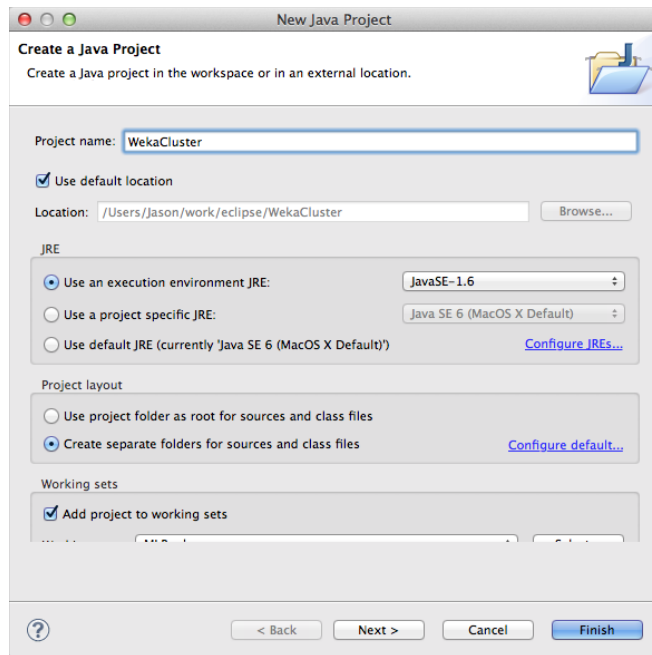 New Java Project
Create a Java Project
Create a Java project in the workspace or in an external location.
Project name: WekaCluster
Use default location
Location: /Users/Jason/work/eclipse/WekaCluster Browse...
JRE
Use an execution environment JRE: JavaSE-1.6
Use a project specific JRE: Java SE 6 (MacOS X Default)
Use default JRE (currently 'Java SE 6 (MacOS X Default)') Configure JREs...
Project layout
Use project folder as root for sources and class files
Create separate folders for sources and class files Configure default...
Working sets
Add project to working sets
? < Back Next > Cancel Finish